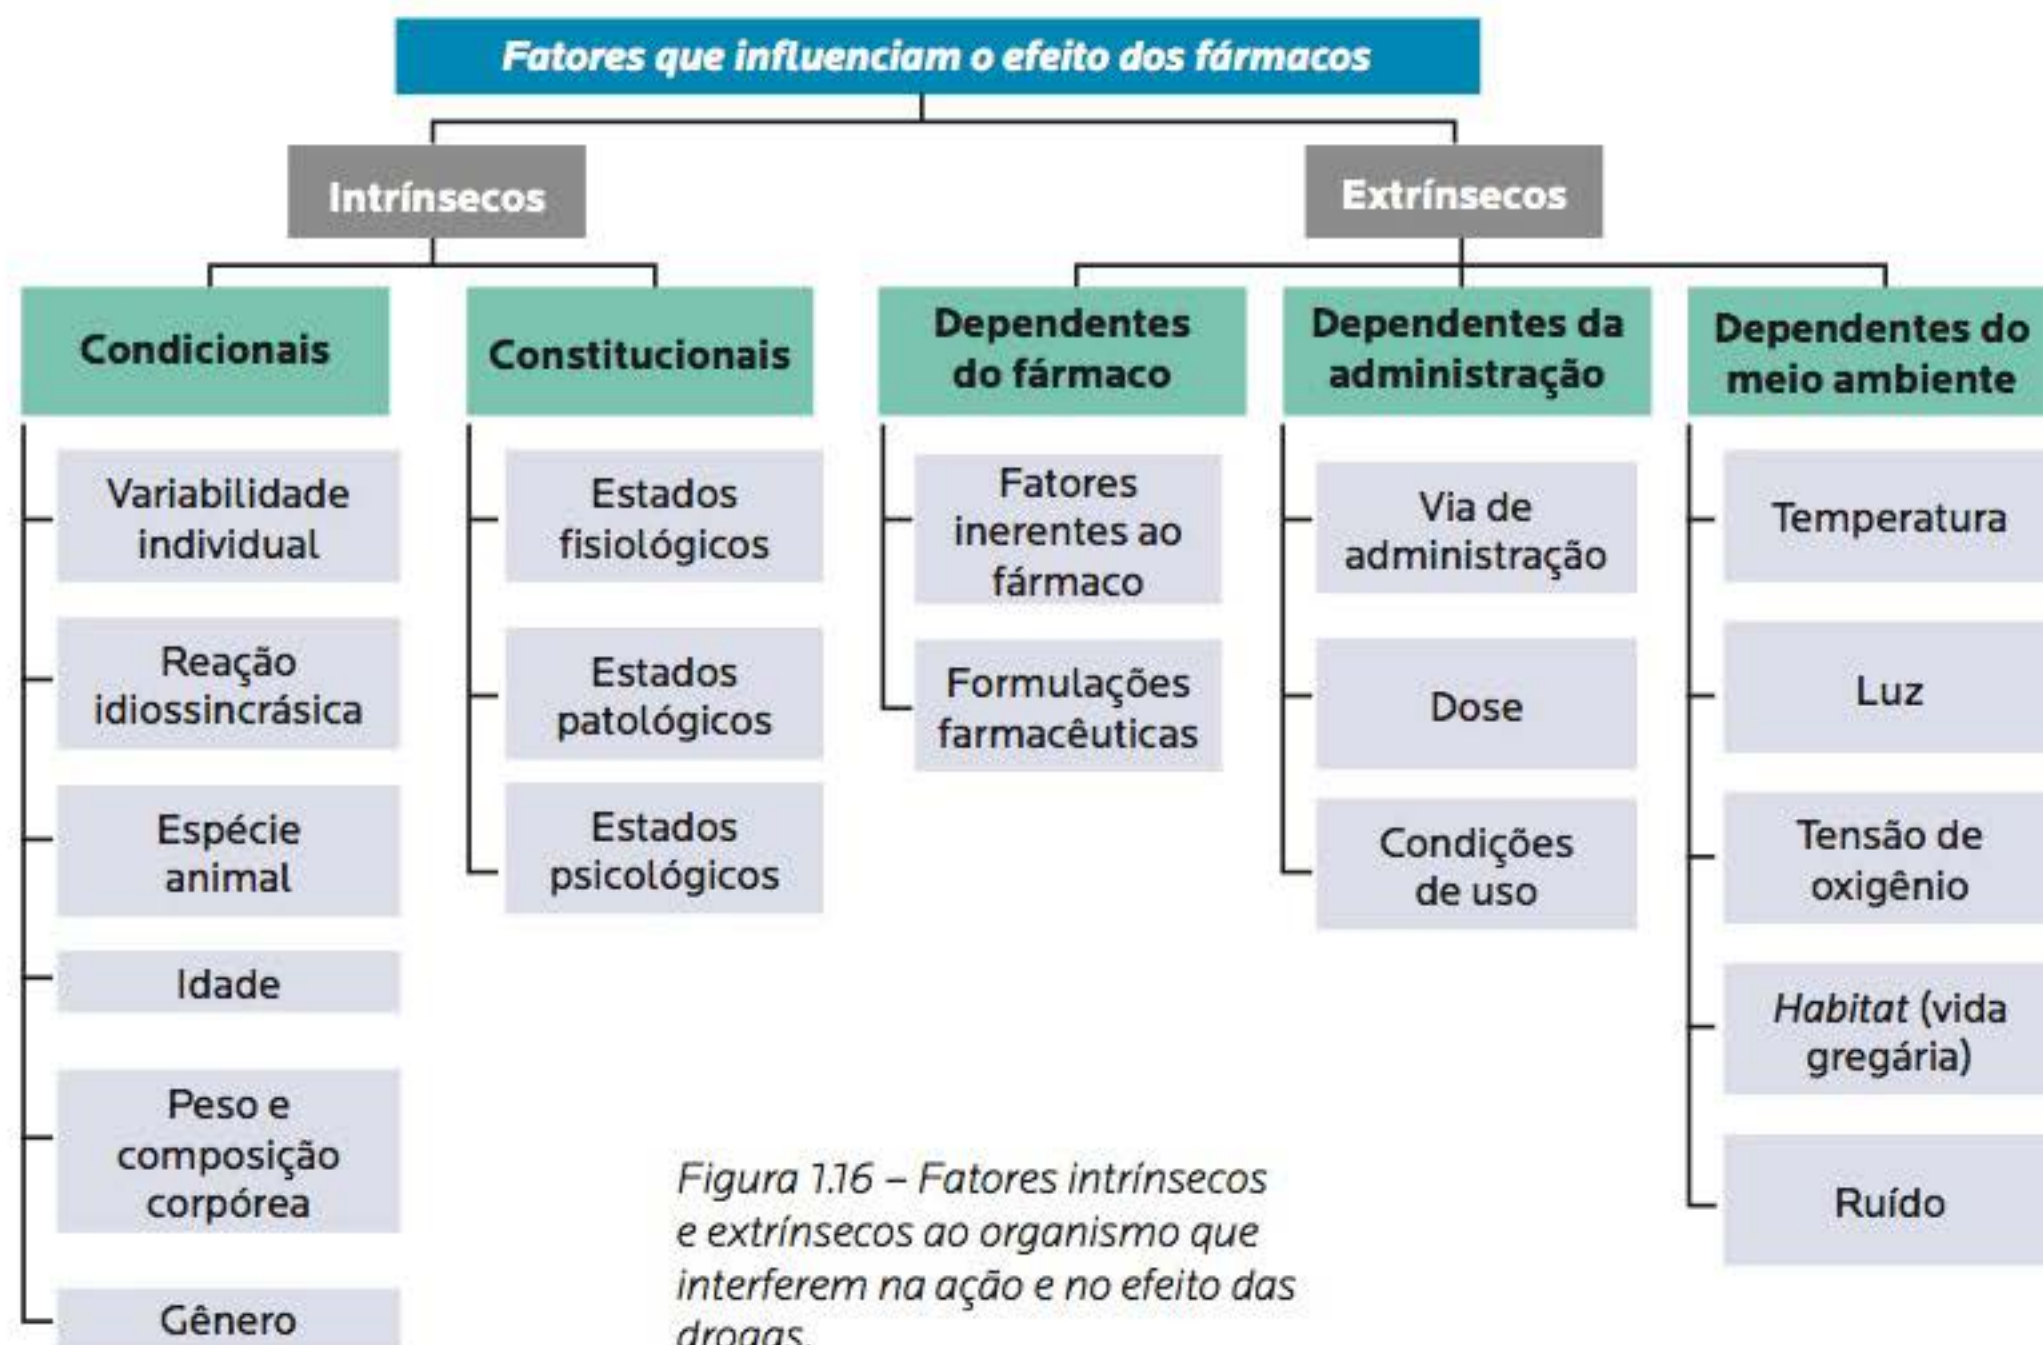 Fatores que influenciam o efeito dos fármacos
Intrínsecos
Extrínsecos
Condicionais
Variabilidade
individual
Reação
idiossincrásica
Espécie
animal
Idade
Peso e
composição
corpórea
Gênero
Constitucionais
Estados
fisiológicos
Estados
patológicos
Estados
psicológicos
Dependentes
do fármaco
Fatores
inerentes ao
fármaco
Formulações
farmacêuticas
Dependentes da
administração
Via de
administração
Dose
Condições
de uso
Dependentes do
meio ambiente
Temperatura
Luz
Tensão de
oxigênio
Habitat (vida
gregária)
Ruído
Figura 1.16 – Fatores intrínsecos
e extrínsecos ao organismo que
interferem na ação e no efeito das
drogas.